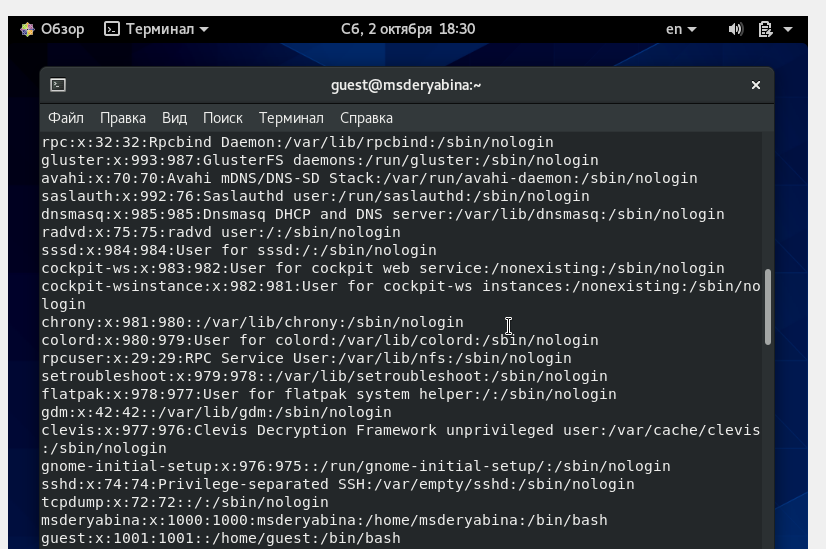 Обзор Терминал Сб, 2 октября 18:30 en
guest@msderyabina:~
Файл Правка Вид Поиск Терминал Справка
rpc:x:32:32:Rpcbind Daemon:/var/lib/rpcbind:/sbin/nologin
gluster:x:993:987:GlusterFS daemons:/run/gluster:/sbin/nologin
avahi:x:70:70:Avahi mDNS/DNS-SD Stack:/var/run/avahi-daemon:/sbin/nologin
saslauth:x:992:76:Saslauthd user:/run/saslauthd:/sbin/nologin
dnsmasq:x:985:985:Dnsmasq DHCP and DNS server:/var/lib/dnsmasq:/sbin/nologin
radvd:x:75:75:radvd user:/:/sbin/nologin
sssd:x:984:984:User for sssd:/:/sbin/nologin
cockpit-ws:x:983:982:User for cockpit web service:/nonexisting:/sbin/nologin
cockpit-wsinstance:x:982:981:User for cockpit-ws instances:/nonexisting:/sbin/no
login
chrony:x:981:980::/var/lib/chrony:/sbin/nologin
colord:x:980:979:User for colord:/var/lib/colord:/sbin/nologin
rpcuser:x:29:29:RPC Service User:/var/lib/nfs:/sbin/nologin
setroubleshoot:x:979:978::/var/lib/setroubleshoot:/sbin/nologin
flatpak:x:978:977:User for flatpak system helper:/:/sbin/nologin
gdm:x:42:42::/var/lib/gdm:/sbin/nologin
clevis:x:977:976:Clevis Decryption Framework unprivileged user:/var/cache/clevis
:/sbin/nologin
gnome-initial-setup:x:976:975::/run/gnome-initial-setup/:/sbin/nologin
sshd:x:74:74:Privilege-separated SSH:/var/empty/sshd:/sbin/nologin
tcpdump:x:72:72::/:/sbin/nologin
msderyabina:x:1000:1000:msderyabina:/home/msderyabina:/bin/bash
guest:x:1001:1001::/home/guest:/bin/bash